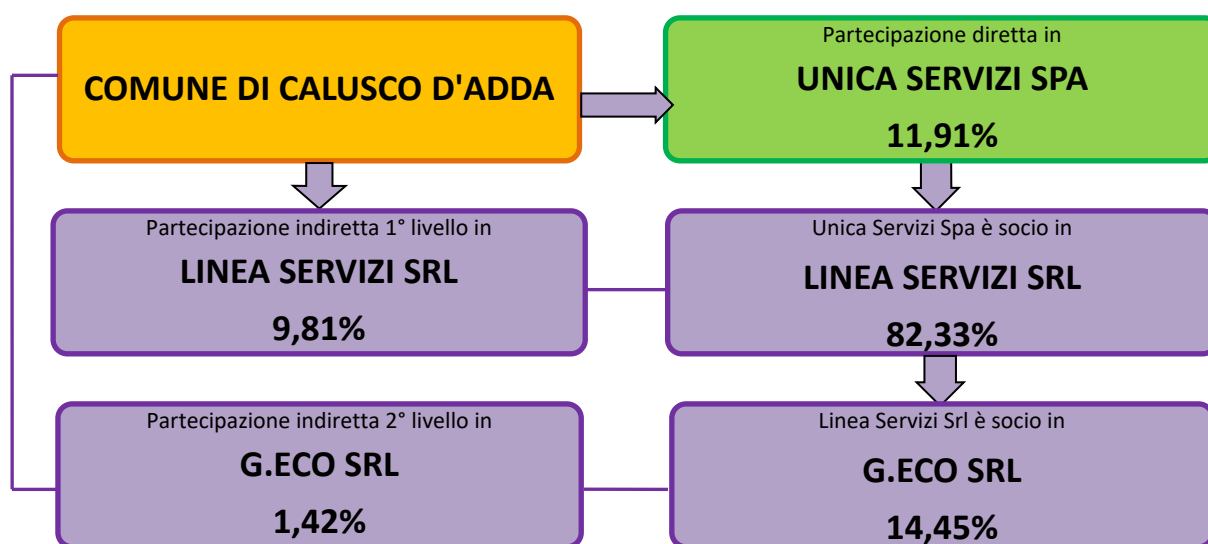 COMUNE DI CALUSCO D'ADDA
Partecipazione diretta in
UNICA SERVIZI SPA
11,91%
Partecipazione indiretta 1° livello in
LINEA SERVIZI SRL
9,81%
Unica Servizi Spa è socio in
LINEA SERVIZI SRL
82,33%
Partecipazione indiretta 2° livello in
G.ECO SRL
1,42%
Linea Servizi Srl è socio in
G.ECO SRL
14,45%